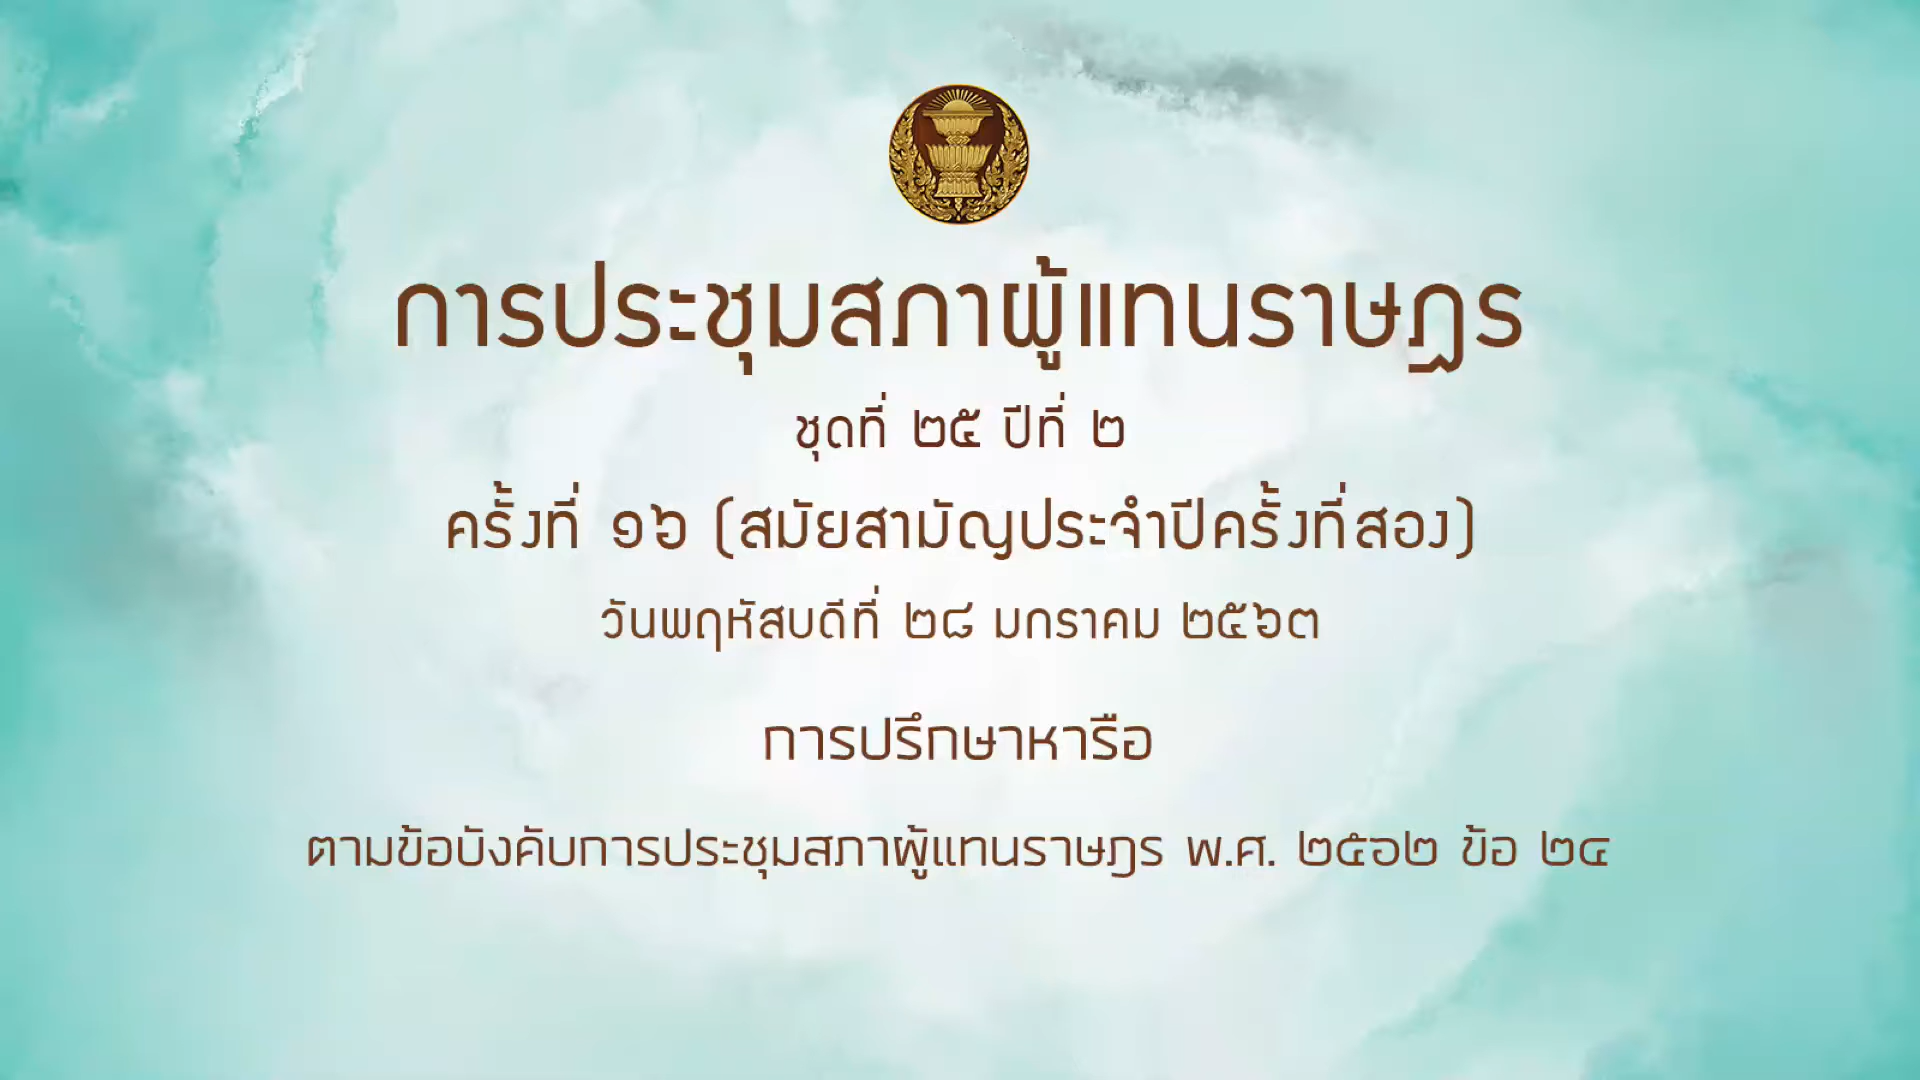 การประชุมสภาผู้แทนราษฎร
ชุดที่ ๒๕ ปีที่ ๒
ครั้งที่ ๑๖ (สมัยสามัญประจำปีครั้งที่สอง)
วันพฤหัสบดีที่ ๒๘ มกราคม ๒๕๖๓
การปรึกษาหารือ
ตามข้อบังคับการประชุมสภาผู้แทนราษฎร พ.ศ. ๒๕๖๒ ข้อ ๒๔